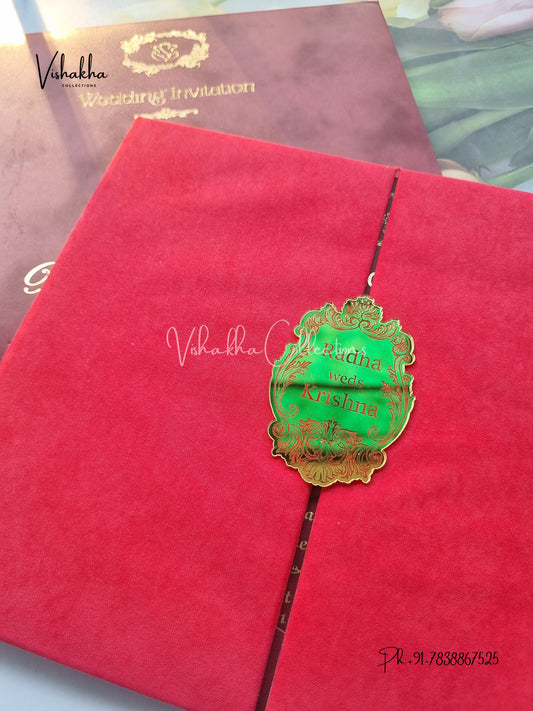 Vishakha
COLLECTIONS
Wedding Invitation
Vishakha Collections
Radha
weds
Krishna
Ph.+91-7838867525